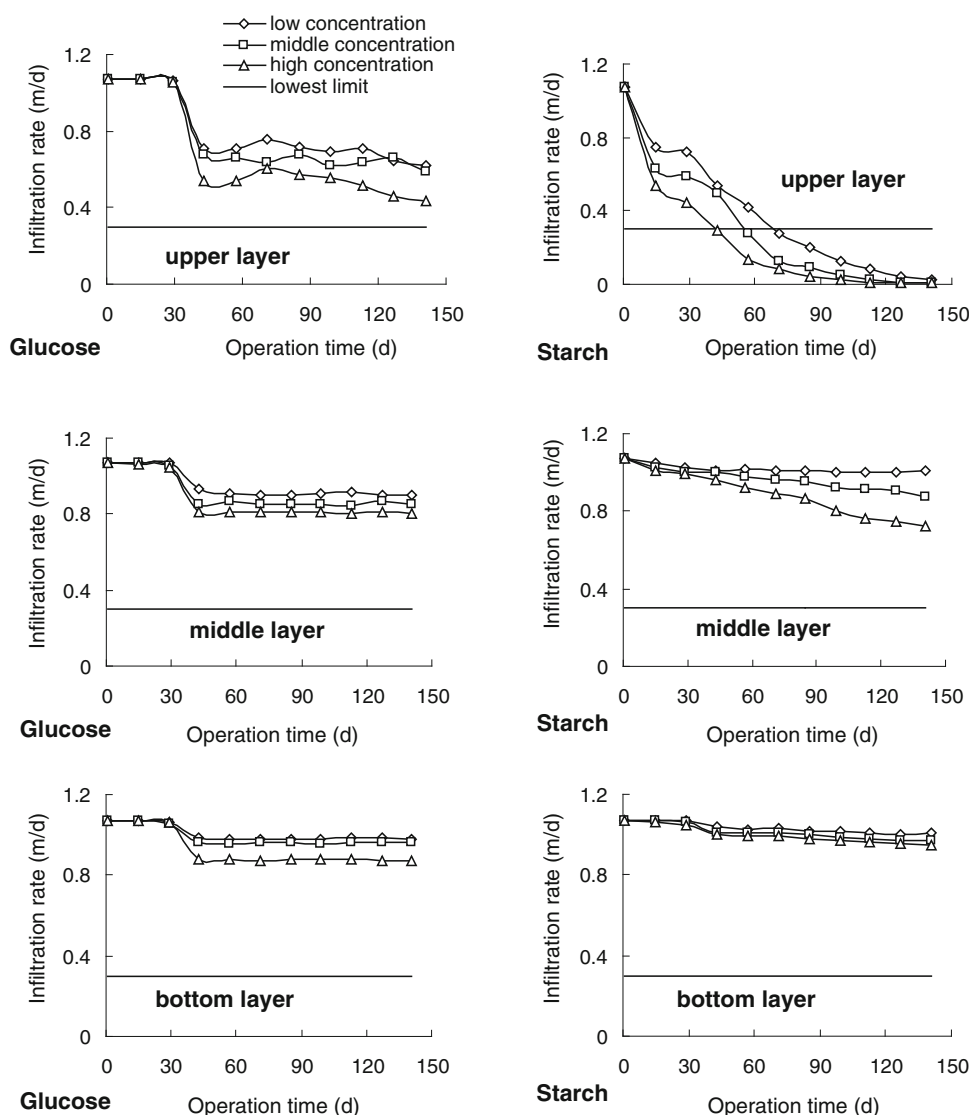 low concentration
middle concentration
high concentration
lowest limit
1.2
0.8
0.4
0
Infiltration rate (m/d)
upper layer
0 30 60 90 120 150
Glucose
Operation time (d)
1.2
0.8
0.4
0
Infiltration rate (m/d)
upper layer
0 30 60 90 120 150
Starch
Operation time (d)
1.2
0.8
0.4
0
Infiltration rate (m/d)
middle layer
0 30 60 90 120 150
Glucose
Operation time (d)
1.2
0.8
0.4
0
Infiltration rate (m/d)
middle layer
0 30 60 90 120 150
Starch
Operation time (d)
1.2
0.8
0.4
0
Infiltration rate (m/d)
bottom layer
0 30 60 90 120 150
Glucose
Operation time (d)
1.2
0.8
0.4
0
Infiltration rate (m/d)
bottom layer
0 30 60 90 120 150
Starch
Operation time (d)